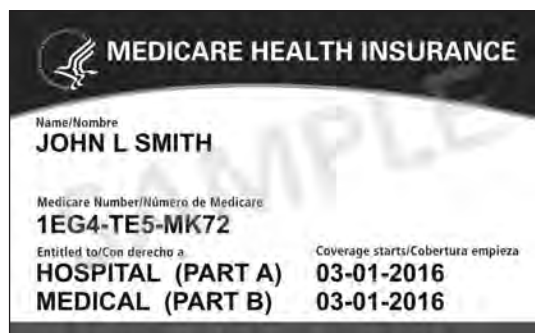 MEDICARE HEALTH INSURANCE
Name/Nombre
JOHN L SMITH
SAMPLE
Medicare Number/Número de Medicare
1EG4-TE5-MK72
Entitled to/Con derecho a Coverage starts/Cobertura empieza
HOSPITAL (PART A) 03-01-2016
MEDICAL (PART B) 03-01-2016